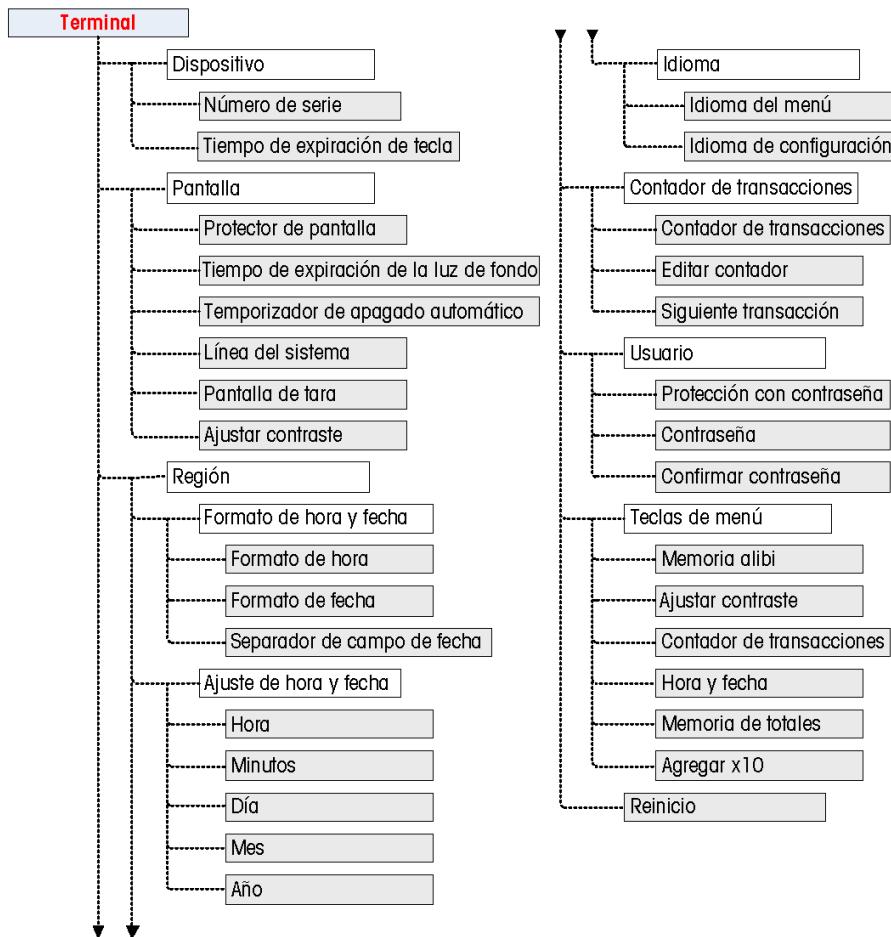 Terminal
Dispositivo
Número de serie
Tiempo de expiración de tecla
Pantalla
Protector de pantalla
Tiempo de expiración de la luz de fondo
Temporizador de apagado automático
Línea del sistema
Pantalla de tara
Ajustar contraste
Región
Formato de hora y fecha
Formato de hora
Formato de fecha
Separador de campo de fecha
Ajuste de hora y fecha
Hora
Minutos
Día
Mes
Año
Idioma
Idioma del menú
Idioma de configuración
Contador de transacciones
Contador de transacciones
Editar contador
Siguiente transacción
Usuario
Protección con contraseña
Contraseña
Confirmar contraseña
Teclas de menú
Memoria alibi
Ajustar contraste
Contador de transacciones
Hora y fecha
Memoria de totales
Agregar x10
Reinicio